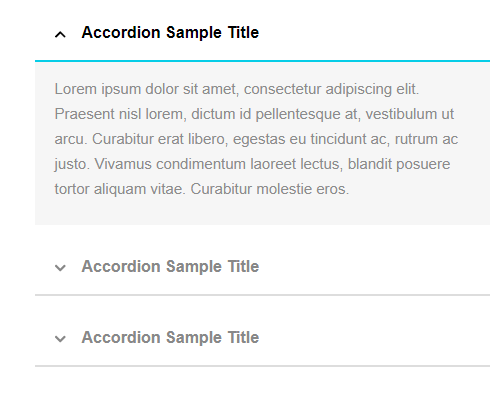 Accordion Sample Title
Lorem ipsum dolor sit amet, consectetur adipiscing elit.
Praesent nisl lorem, dictum id pellentesque at, vestibulum ut
arcu. Curabitur erat libero, egestas eu tincidunt ac, rutrum ac
justo. Vivamus condimentum laoreet lectus, blandit posuere
tortor aliquam vitae. Curabitur molestie eros.
Accordion Sample Title
Accordion Sample Title